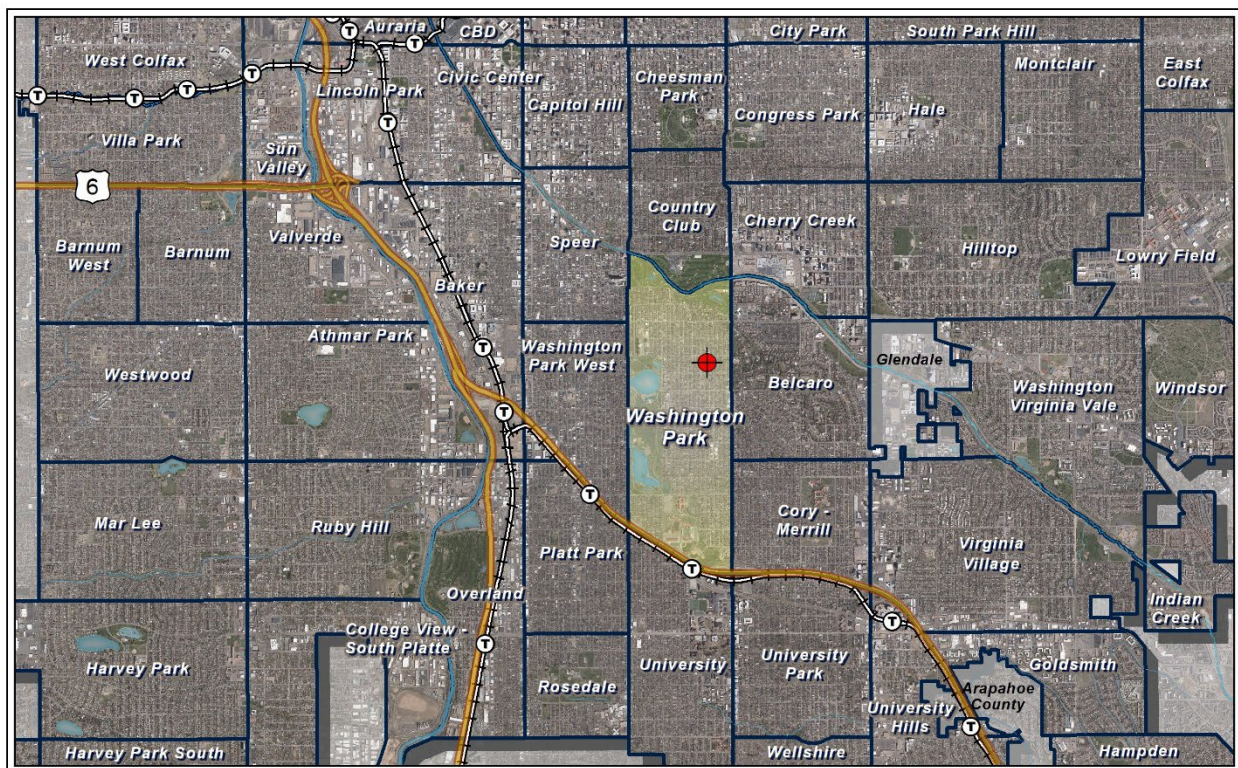 Auraria
CBD
City Park
South Park Hill
West Colfax
Civic Center
Cheesman
Park
Montclair
East
Colfax
T
T
T
T
T
T
T
Lincoln Park
Capitol Hill
Congress Park
Hale
Villa Park
Sun
Valley
6
Country
Club
Cherry Creek
Barnum
West
Barnum
Valverde
Speer
Hilltop
Lowry Field
Baker
Athmar Park
Washington
Park West
Glendale
Westwood
T
Belcaro
Washington
Virginia Vale
Windsor
Washington
Park
T
Mar Lee
Ruby Hill
T
Cory -
Merrill
Platt Park
Virginia
Village
T
Overland
Indian
Creek
T
College View -
South Platte
T
Harvey Park
University
University
Park
Goldsmith
Rosedale
Arapahoe
County
University
Hills
T
Harvey Park South
Wellshire
Hampden